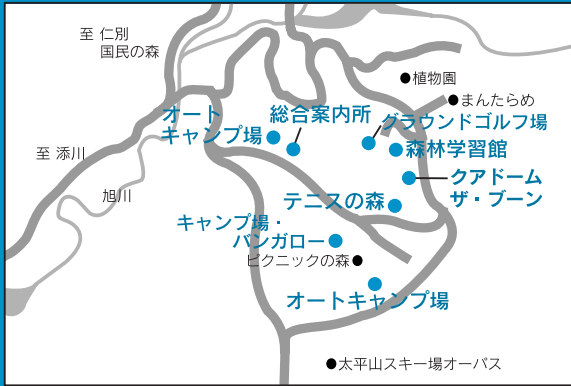 至 仁別
国民の森
植物園
まんたらめ
オート
キャンプ場
総合案内所
グラウンドゴルフ場
森林学習館
至 添川
クアドーム
ザ・ブーン
旭川
テニスの森
キャンプ場・
バンガロー
ピクニックの森
オートキャンプ場
太平山スキー場オーパス